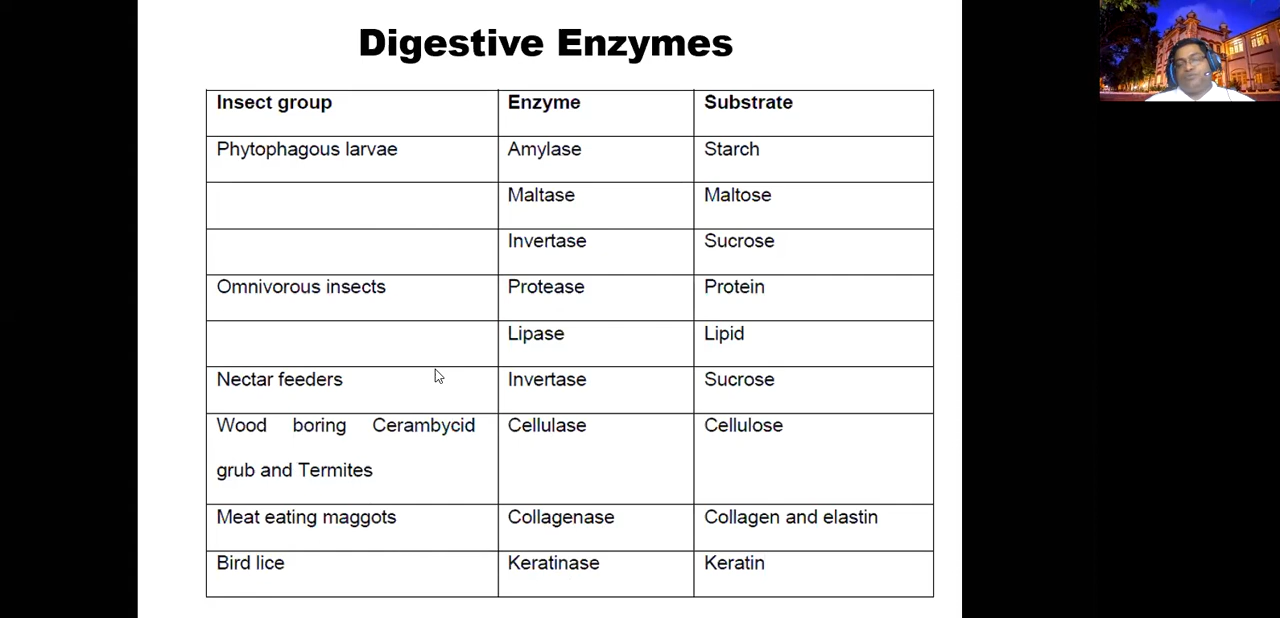 Digestive Enzymes
Insect group Enzyme Substrate
Phytophagous larvae Amylase Starch
Maltase Maltose
Invertase Sucrose
Omnivorous insects Protease Protein
Lipase Lipid
Nectar feeders Invertase Sucrose
Wood boring Cerambycid Cellulase Cellulose
grub and Termites
Meat eating maggots Collagenase Collagen and elastin
Bird lice Keratinase Keratin